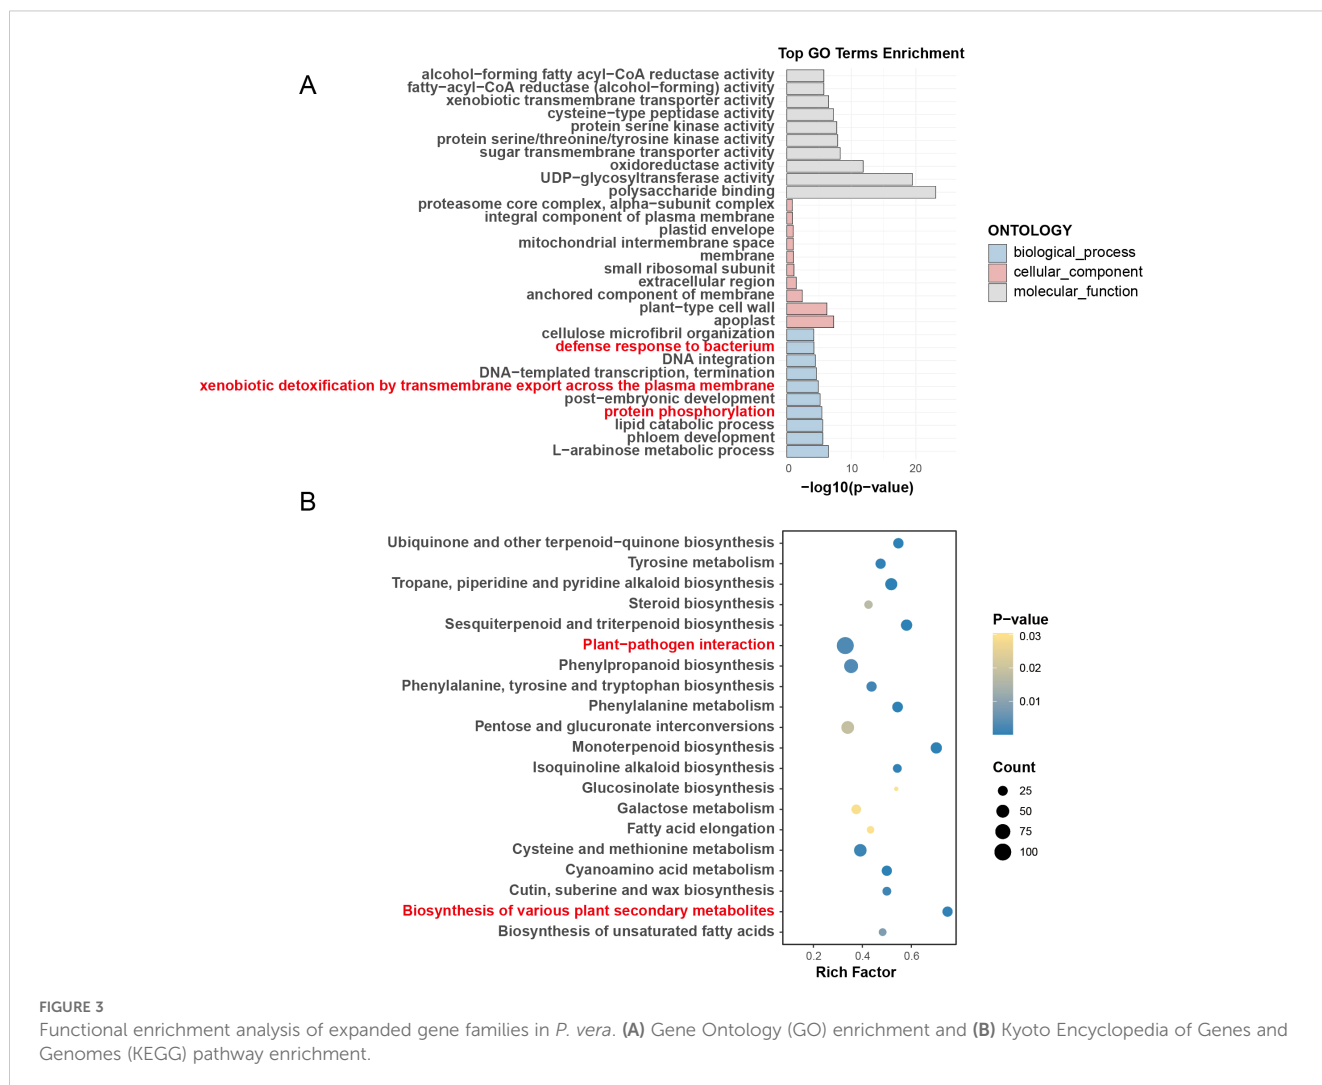 A
Top GO Terms Enrichment
alcohol−forming fatty acyl−CoA reductase activity
fatty−acyl−CoA reductase (alcohol−forming) activity
xenobiotic transmembrane transporter activity
cysteine−type peptidase activity
protein serine kinase activity
protein serine/threonine/tyrosine kinase activity
sugar transmembrane transporter activity
oxidoreductase activity
UDP−glycosyltransferase activity
polysaccharide binding
proteasome core complex, alpha−subunit complex
integral component of plasma membrane
plastid envelope
mitochondrial intermembrane space
membrane
small ribosomal subunit
extracellular region
anchored component of membrane
plant−type cell wall
apoplast
cellulose microfibril organization
defense response to bacterium
DNA integration
DNA−templated transcription, termination
xenobiotic detoxification by transmembrane export across the plasma membrane
post−embryonic development
protein phosphorylation
lipid catabolic process
phloem development
L−arabinose metabolic process
0 10 20
−log10(p−value)
ONTOLOGY
biological_process
cellular_component
molecular_function
B
Ubiquinone and other terpenoid−quinone biosynthesis
Tyrosine metabolism
Tropane, piperidine and pyridine alkaloid biosynthesis
Steroid biosynthesis
Sesquiterpenoid and triterpenoid biosynthesis
Plant−pathogen interaction
Phenylpropanoid biosynthesis
Phenylalanine, tyrosine and tryptophan biosynthesis
Phenylalanine metabolism
Pentose and glucuronate interconversions
Monoterpenoid biosynthesis
Isoquinoline alkaloid biosynthesis
Glucosinolate biosynthesis
Galactose metabolism
Fatty acid elongation
Cysteine and methionine metabolism
Cyanoamino acid metabolism
Cutin, suberine and wax biosynthesis
Biosynthesis of various plant secondary metabolites
Biosynthesis of unsaturated fatty acids
0.2 0.4 0.6
Rich Factor
P−value
0.03
0.02
0.01
Count
25
50
75
100
FIGURE 3
Functional enrichment analysis of expanded gene families in P. vera. (A) Gene Ontology (GO) enrichment and (B) Kyoto Encyclopedia of Genes and
Genomes (KEGG) pathway enrichment.